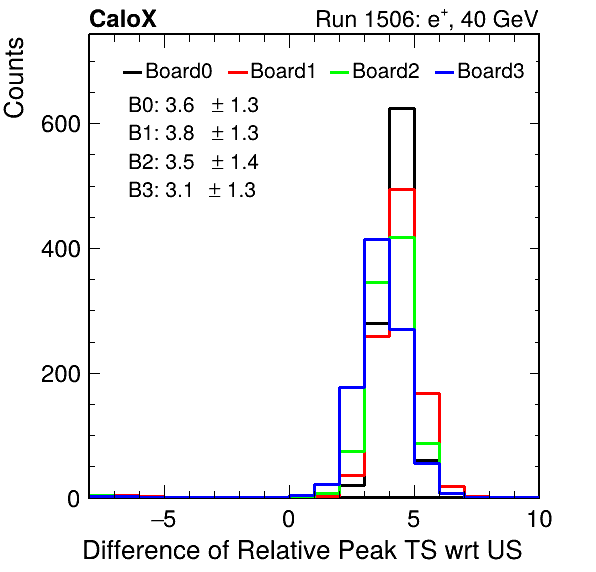 CaloX Run 1506: e⁺, 40 GeV
Counts
Board0 Board1 Board2 Board3
B0: 3.6 ± 1.3
B1: 3.8 ± 1.3
B2: 3.5 ± 1.4
B3: 3.1 ± 1.3
600
400
200
0
−5 0 5 10
Difference of Relative Peak TS wrt US